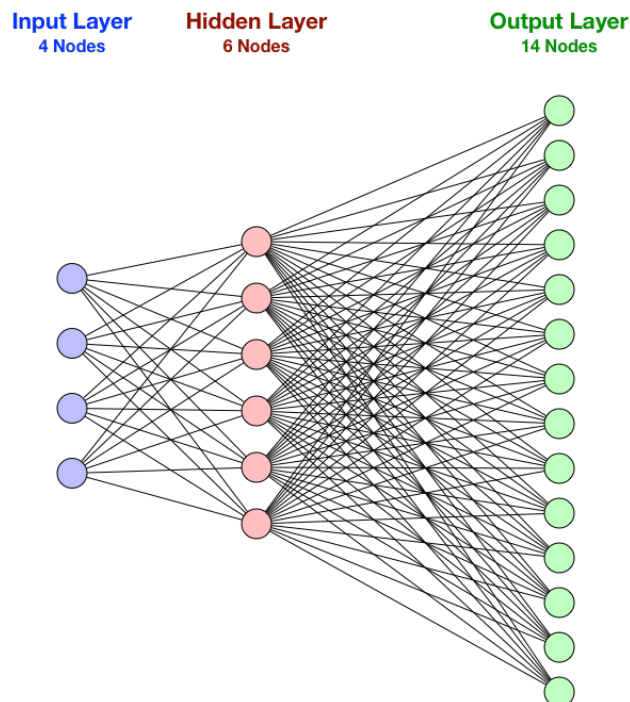 Input Layer
4 Nodes
Hidden Layer
6 Nodes
Output Layer
14 Nodes